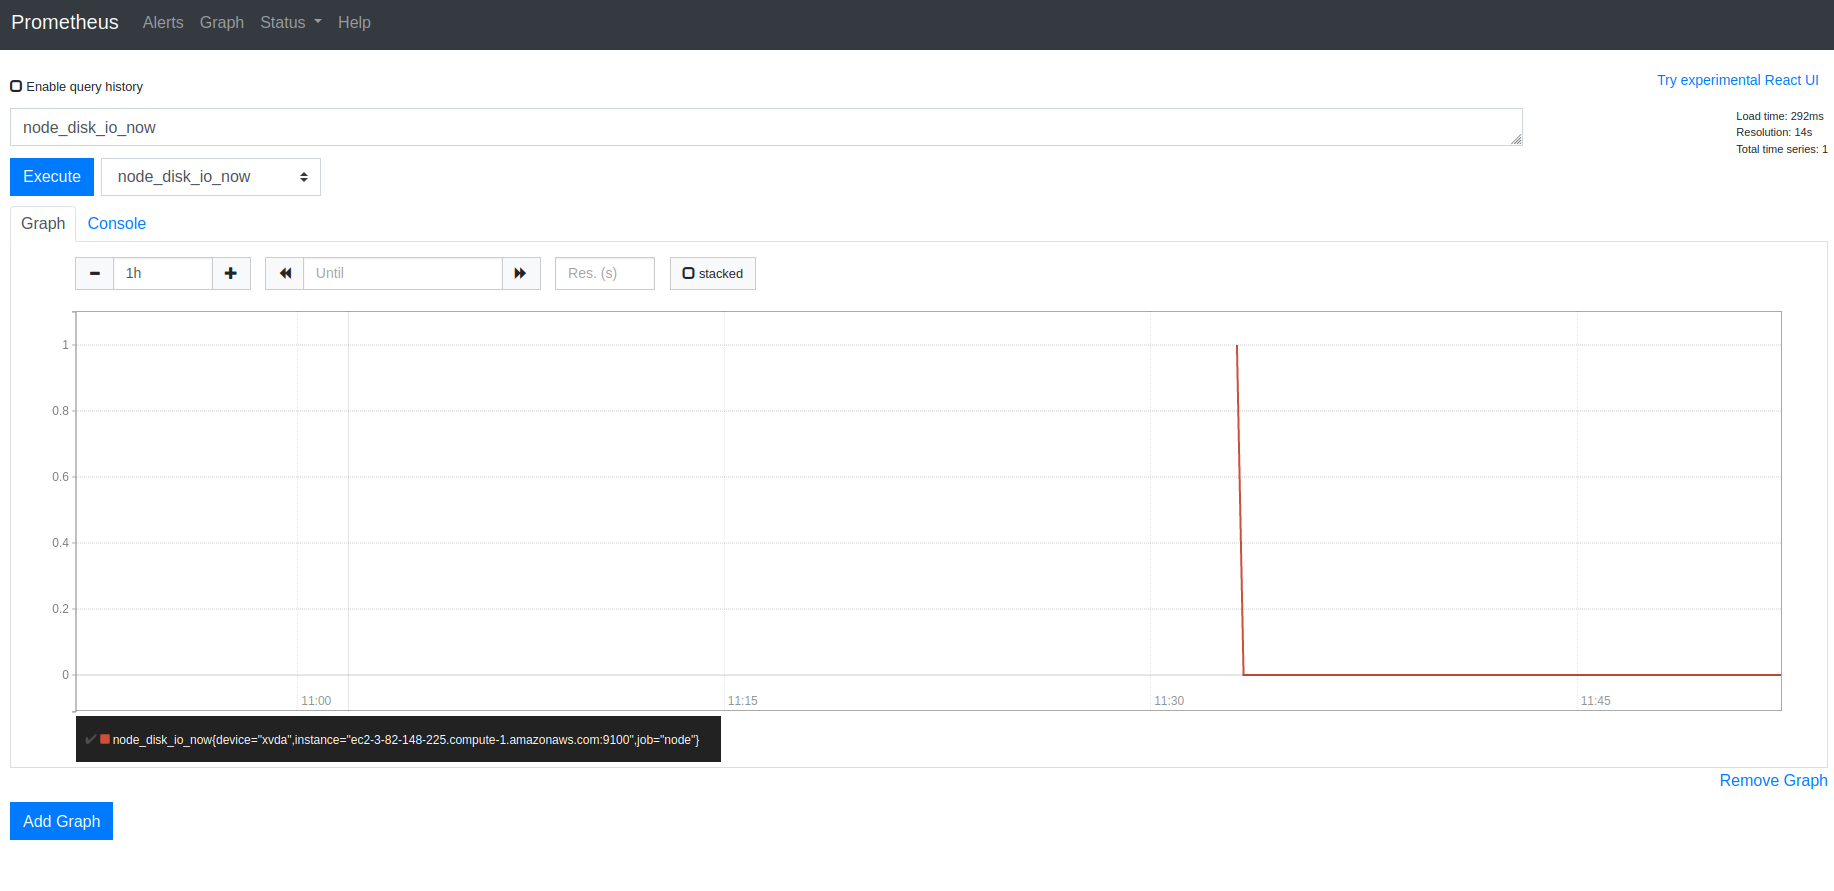 Prometheus Alerts Graph Status Help
Enable query history
Try experimental React UI
node_disk_io_now
Load time: 292ms
Resolution: 14s
Total time series: 1
Execute node_disk_io_now
Graph Console
1h Until Res. (s) stacked
1
0.8
0.6
0.4
0.2
0
11:00 11:15 11:30 11:45
node_disk_io_now{device="xvda",instance="ec2-3-82-148-225.compute-1.amazonaws.com:9100",job="node"}
Remove Graph
Add Graph